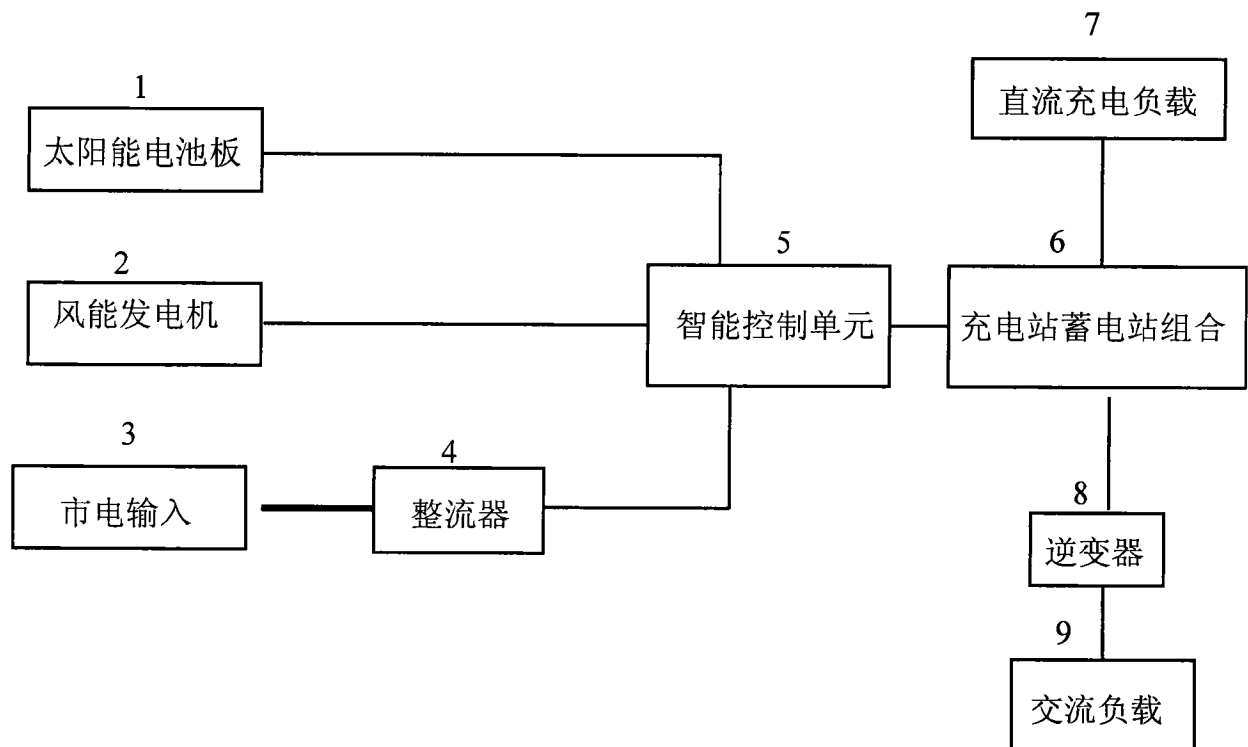 7
直流充电负载
1
太阳能电池板
5
6
2
风能发电机
智能控制单元
充电站蓄电站组合
3
4
市电输入
整流器
8
逆变器
9
交流负载